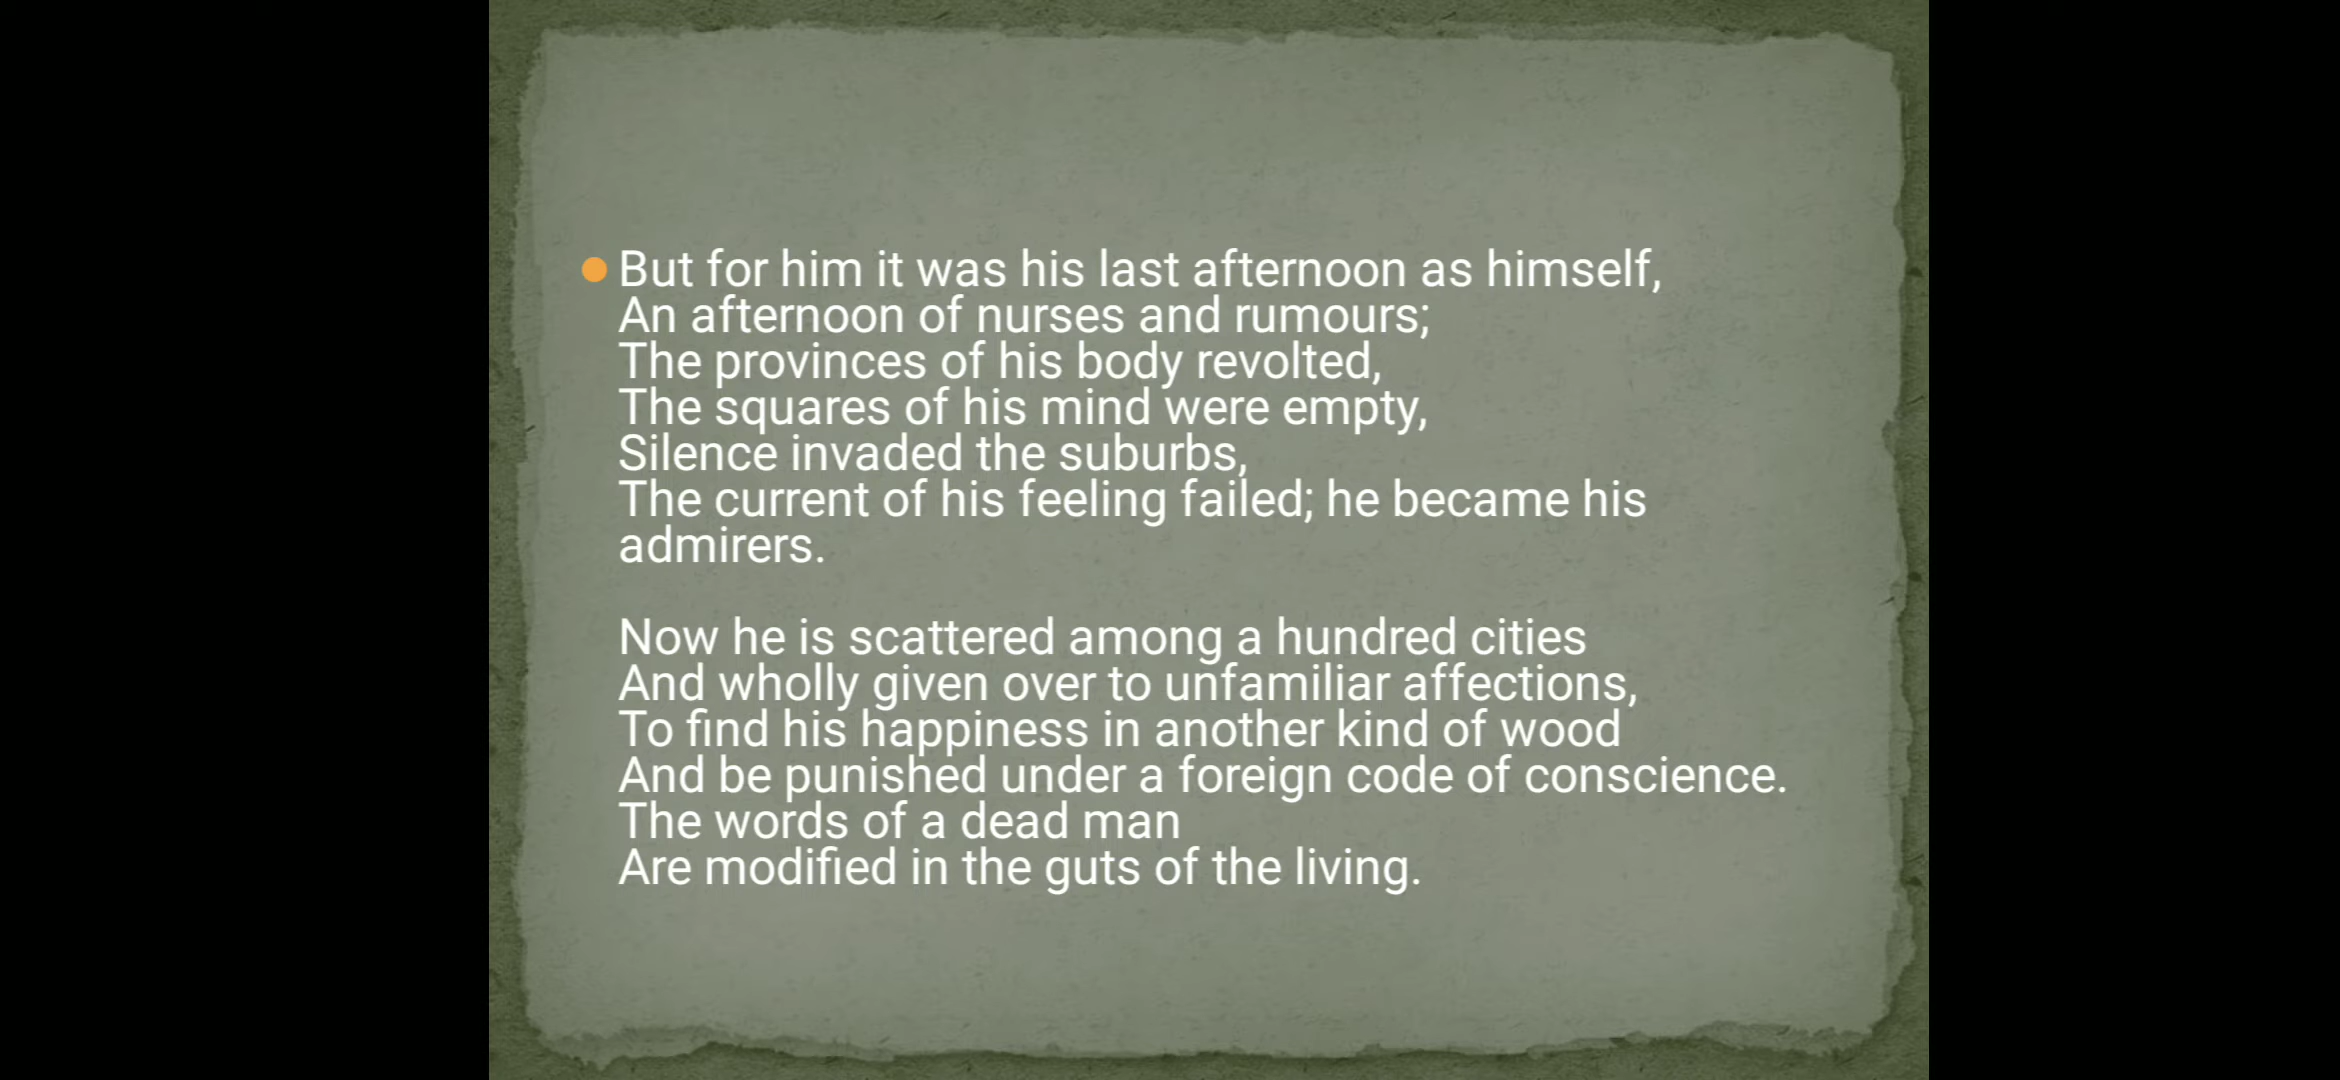 But for him it was his last afternoon as himself,
An afternoon of nurses and rumours;
The provinces of his body revolted,
The squares of his mind were empty,
Silence invaded the suburbs,
The current of his feeling failed; he became his
admirers.
Now he is scattered among a hundred cities
And wholly given over to unfamiliar affections,
To find his happiness in another kind of wood
And be punished under a foreign code of conscience.
The words of a dead man
Are modified in the guts of the living.